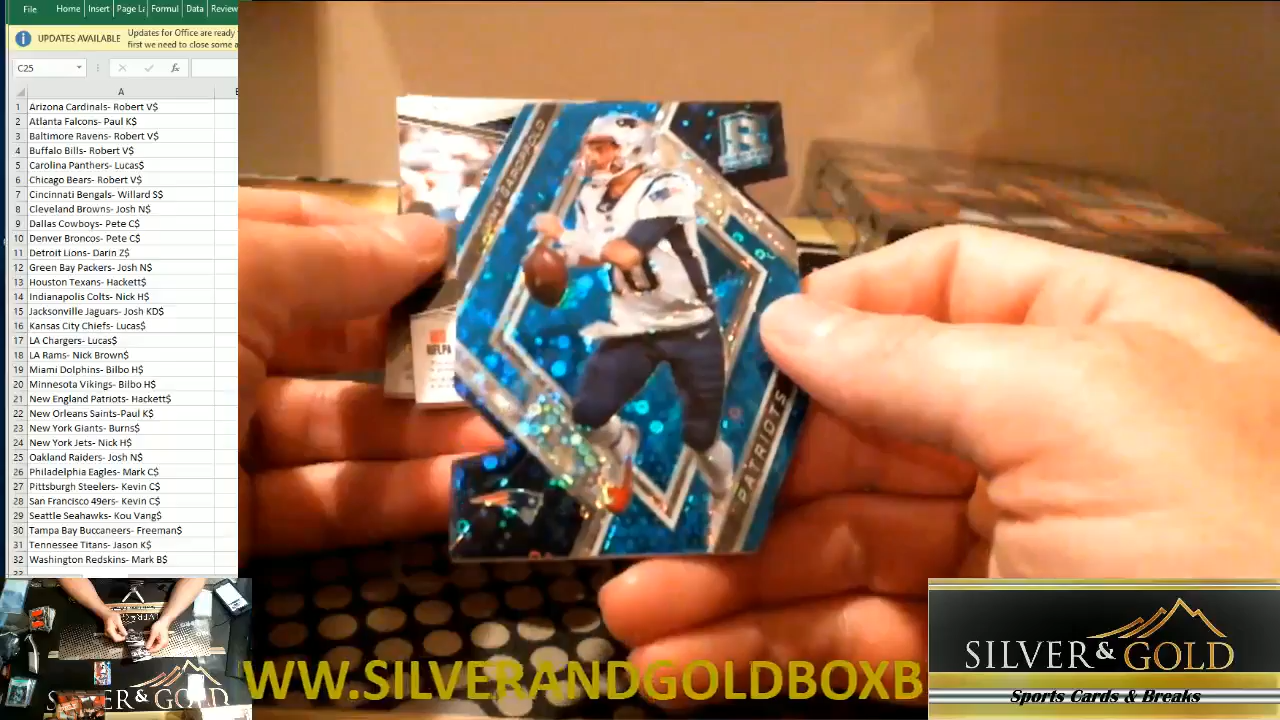 File Home Insert Page La Formul Data Review
UPDATES AVAILABLE Updates for Office are ready
first we need to close some a
C25 fx
A
1 Arizona Cardinals- Robert V$
2 Atlanta Falcons- Paul K$
3 Baltimore Ravens- Robert V$
4 Buffalo Bills- Robert V$
5 Carolina Panthers- Lucas$
6 Chicago Bears- Robert V$
7 Cincinnati Bengals- Willard S$
8 Cleveland Browns- Josh N$
9 Dallas Cowboys- Pete C$
10 Denver Broncos- Pete C$
11 Detroit Lions- Darin Z$
12 Green Bay Packers- Josh N$
13 Houston Texans- Hackett$
14 Indianapolis Colts- Nick H$
15 Jacksonville Jaguars- Josh KD$
16 Kansas City Chiefs- Lucas$
17 LA Chargers- Lucas$
18 LA Rams- Nick Brown$
19 Miami Dolphins- Bilbo H$
20 Minnesota Vikings- Bilbo H$
21 New England Patriots- Hackett$
22 New Orleans Saints-Paul K$
23 New York Giants- Burns$
24 New York Jets- Nick H$
25 Oakland Raiders- Josh N$
26 Philadelphia Eagles- Mark C$
27 Pittsburgh Steelers- Kevin C$
28 San Francisco 49ers- Kevin C$
29 Seattle Seahawks- Kou Vang$
30 Tampa Bay Buccaneers- Freeman$
31 Tennessee Titans- Jason K$
32 Washington Redskins- Mark B$
GAROPPOLO
10
PATRIOTS
NFLPA
WW.SILVERANDGOLDBOXB
SILVER & GOLD
Sports Cards & Breaks